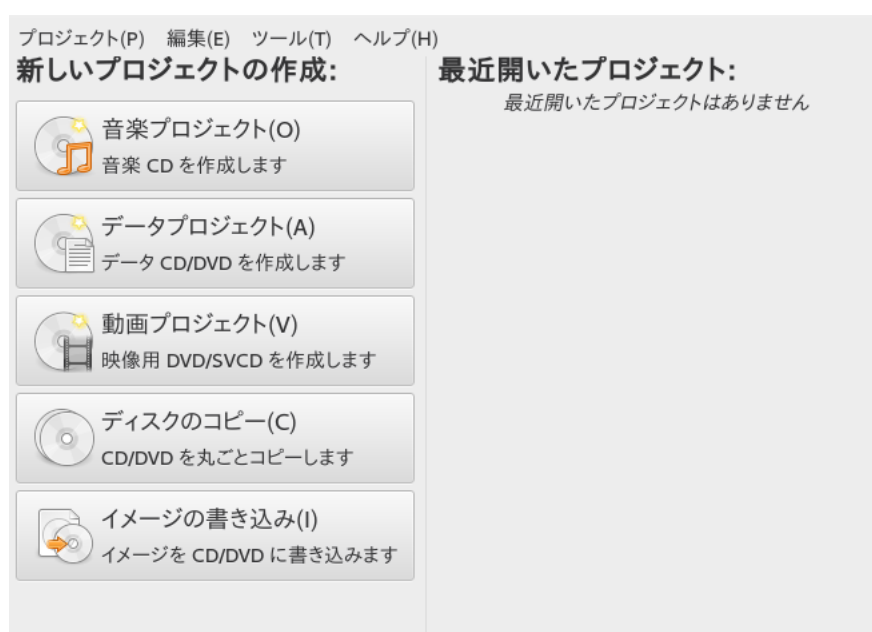 プロジェクト(P) 編集(E) ツール(T) ヘルプ(H)
新しいプロジェクトの作成:
音楽プロジェクト(O)
音楽 CD を作成します
データプロジェクト(A)
データ CD/DVD を作成します
動画プロジェクト(V)
映像用 DVD/SVCD を作成します
ディスクのコピー(C)
CD/DVD を丸ごとコピーします
イメージの書き込み(I)
イメージを CD/DVD に書き込みます
最近開いたプロジェクト:
最近開いたプロジェクトはありません